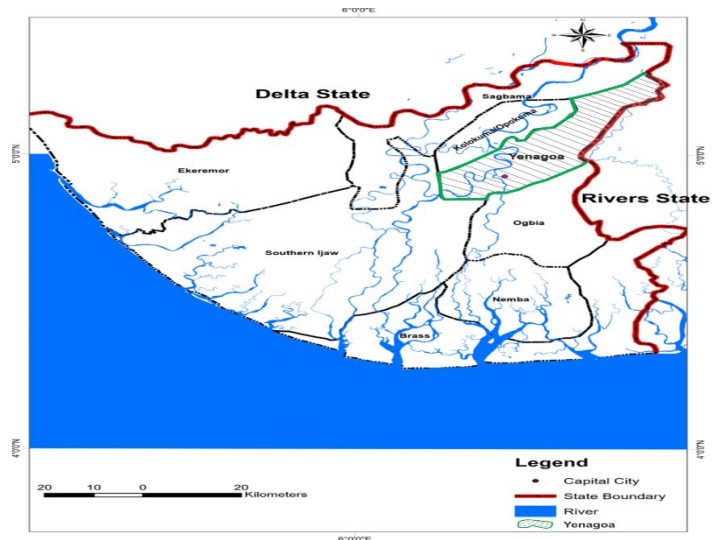 6°0'0"E
N
W E
S
Delta State
Sagbama
Kolokuma/Opokuma
Yenagoa
5°0'0"N
5°0'0"N
Ekeremor
Rivers State
Ogbia
Southern Ijaw
Nemba
Brass
4°0'0"N
4°0'0"N
Legend
Capital City
State Boundary
River
Yenagoa
20 10 0 20
Kilometers
6°0'0"E